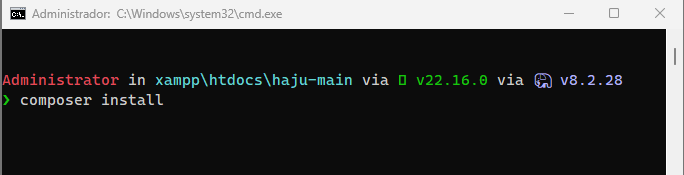 Administrador: C:\Windows\system32\cmd.exe
Administrator in xampp\htdocs\haju-main via v22.16.0 via 🐘 v8.2.28
❯ composer install